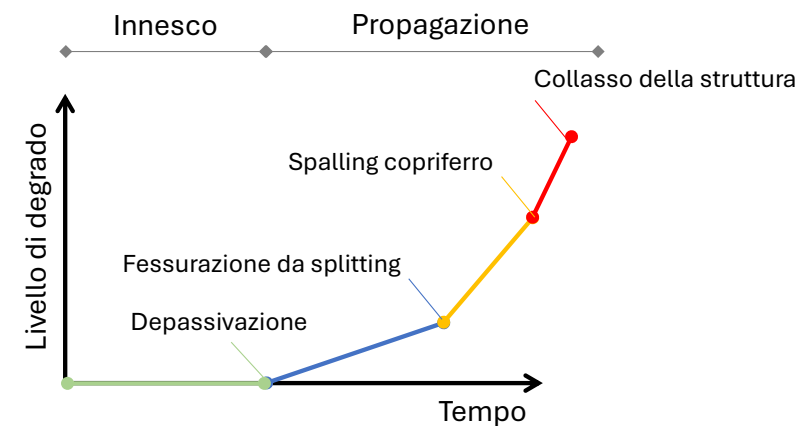 Innesco
Propagazione
Collasso della struttura
Spalling copriferro
Fessurazione da splitting
Depassivazione
Livello di degrado
Tempo